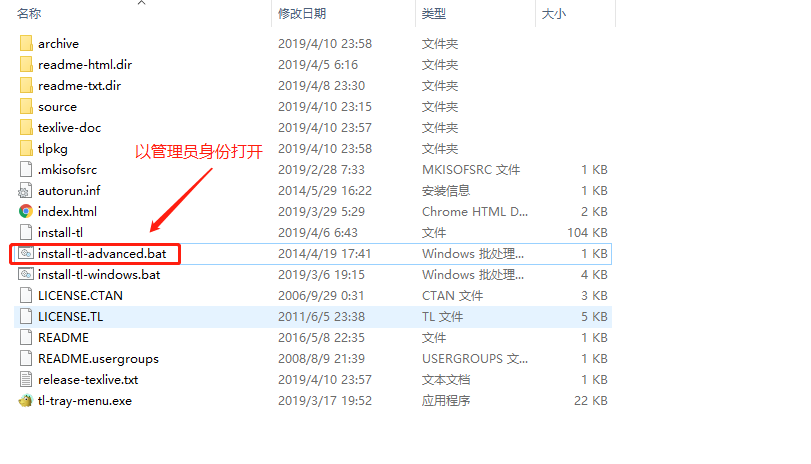 名称 修改日期 类型 大小
archive 2019/4/10 23:58 文件夹
readme-html.dir 2019/4/5 6:16 文件夹
readme-txt.dir 2019/4/8 23:30 文件夹
source 2019/4/10 23:15 文件夹
texlive-doc 2019/4/10 23:57 文件夹
tlpkg 2019/4/10 23:58 文件夹
以管理员身份打开
.mkisofsrc 2019/2/28 7:33 MKISOFSRC 文件 1 KB
autorun.inf 2014/5/29 16:22 安装信息 1 KB
index.html 2019/3/29 5:29 Chrome HTML D... 2 KB
install-tl 2019/4/6 6:43 文件 104 KB
install-tl-advanced.bat 2014/4/19 17:41 Windows 批处理... 1 KB
install-tl-windows.bat 2019/3/6 19:15 Windows 批处理... 4 KB
LICENSE.CTAN 2006/9/29 0:31 CTAN 文件 3 KB
LICENSE.TL 2011/6/5 23:38 TL 文件 5 KB
README 2016/5/8 22:35 文件 1 KB
README.usergroups 2008/8/9 21:39 USERGROUPS 文... 1 KB
release-texlive.txt 2019/4/10 23:57 文本文档 1 KB
tl-tray-menu.exe 2019/3/17 19:52 应用程序 22 KB